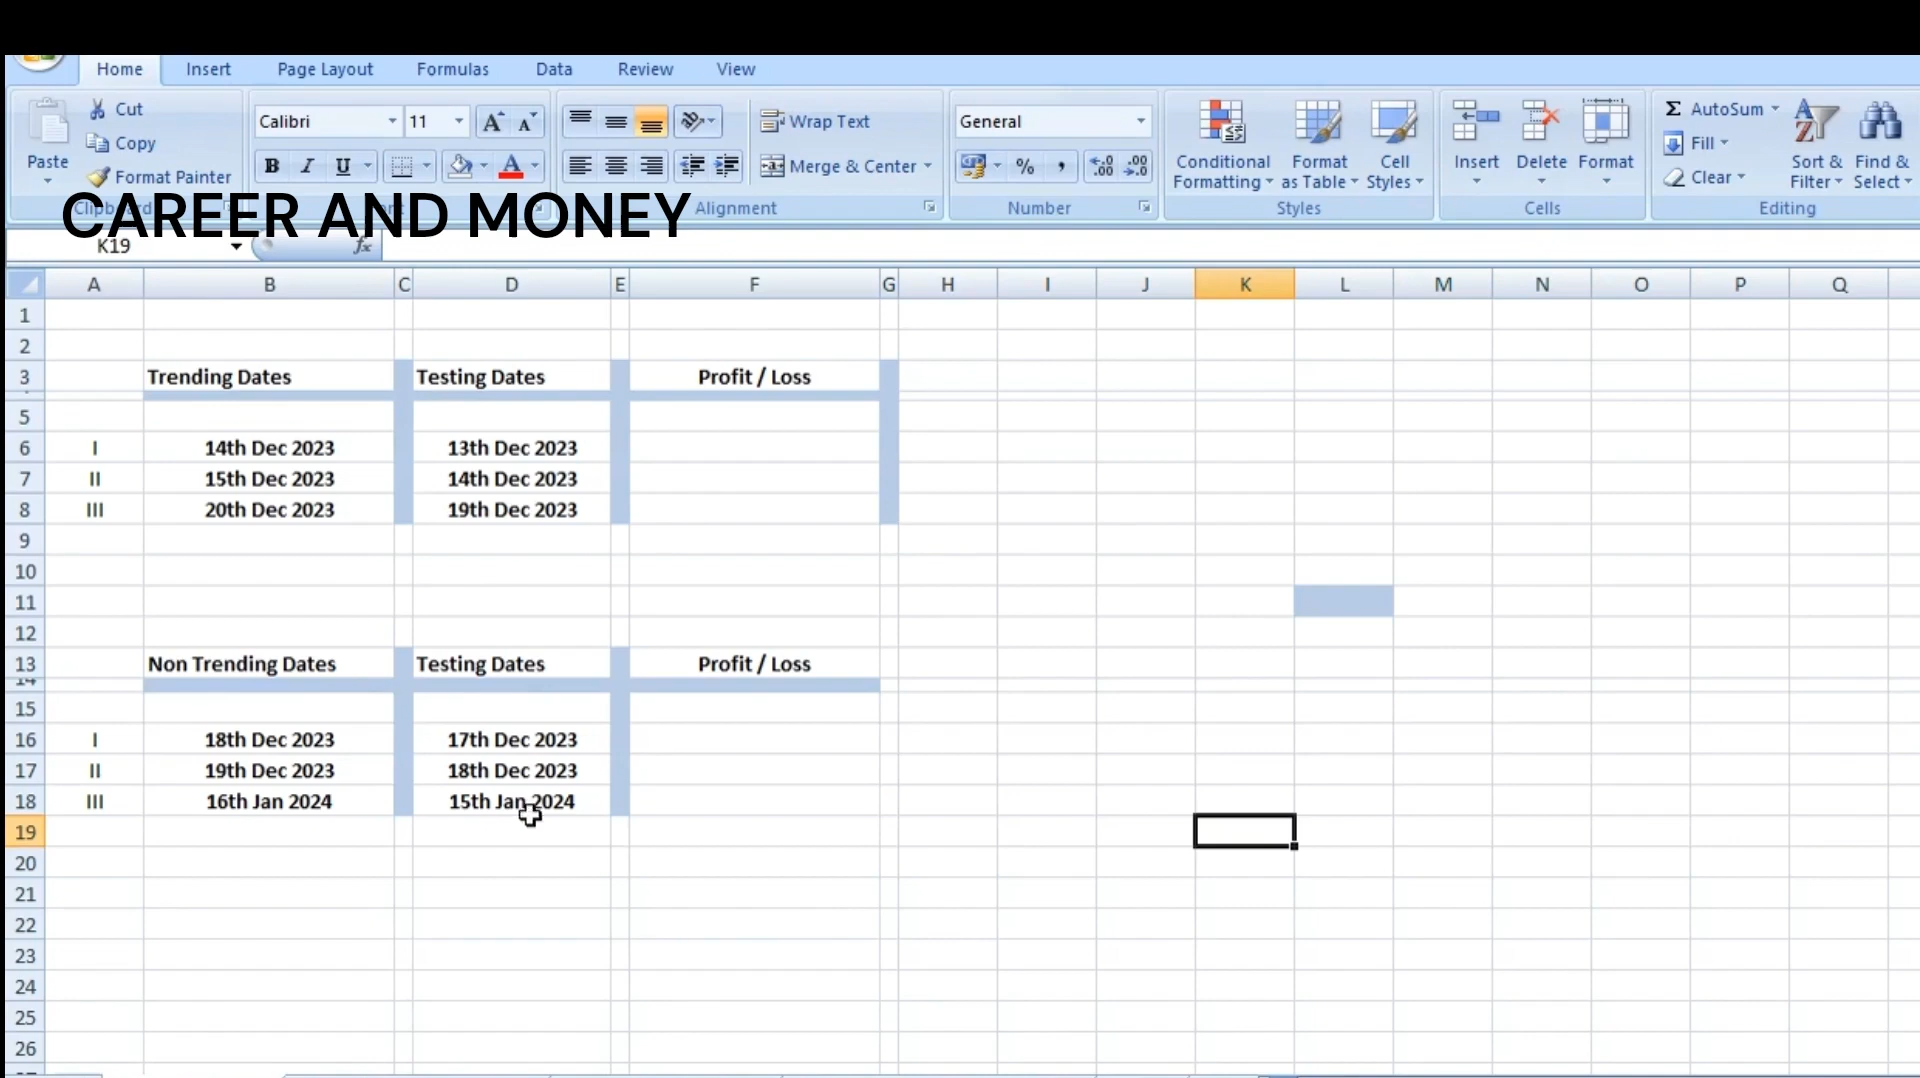 Home Insert Page Layout Formulas Data Review View
Cut
Copy
Format Painter
Paste
Calibri 11
Wrap Text
General
AutoSum
B I U
Merge & Center
% ,
Conditional Formatting
Format as Table
Cell Styles
Insert Delete Format
Fill
Clear
Sort & Filter
Find & Select
Clipboard Alignment Number Styles Cells Editing
CAREER AND MONEY
K19 fx
A B C D E F G H I J K L M N O P Q
1
2
3 Trending Dates Testing Dates Profit / Loss
5
6 I 14th Dec 2023 13th Dec 2023
7 II 15th Dec 2023 14th Dec 2023
8 III 20th Dec 2023 19th Dec 2023
9
10
11
12
13 Non Trending Dates Testing Dates Profit / Loss
14
15
16 I 18th Dec 2023 17th Dec 2023
17 II 19th Dec 2023 18th Dec 2023
18 III 16th Jan 2024 15th Jan 2024
19
20
21
22
23
24
25
26